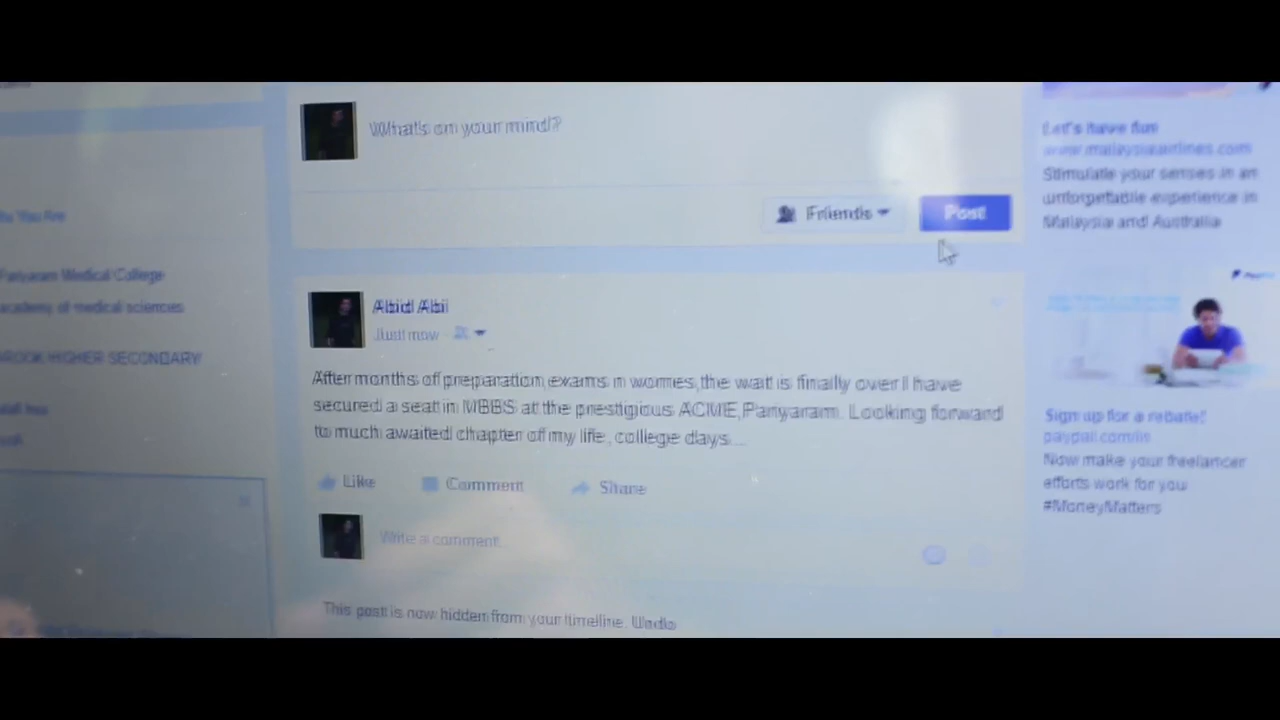 What's on your mind?
Friends
Post
Abid Abi
Just now
After months of preparation,exams n worries,the wait is finally over I have
secured a seat in MBBS at the prestigious ACME,Pariyaram. Looking forward
to much awaited chapter of my life, college days...
Like Comment Share
Write a comment
This post is now hidden from your timeline. Undo
You Are
Pariyaram Medical College
academy of medical sciences
HIGHER SECONDARY
Let's have fun
www.malaysiaairlines.com
Stimulate your senses in an
unforgettable experience in
Malaysia and Australia
Sign up for a rebate!
paypal.com/in
Now make your freelancer
efforts work for you
#MoneyMatters